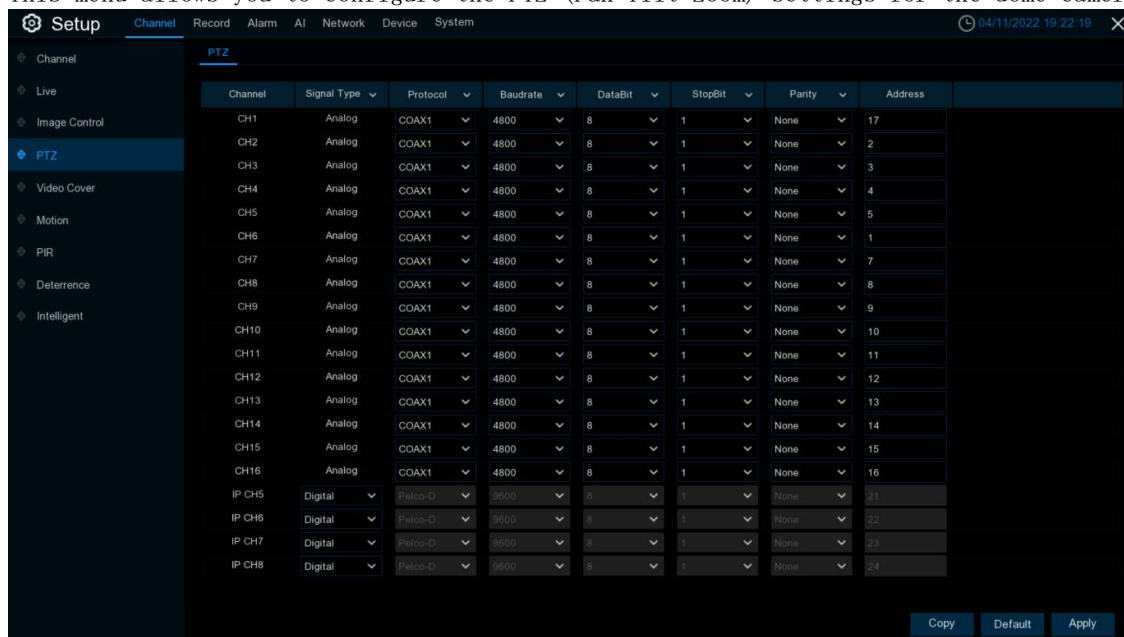 This menu allows you to configure the PTZ (Pan-Tilt-Zoom) settings for the dome camer
Setup Channel Record Alarm AI Network Device System 04/11/2022 19:22:19
Channel
Live
Image Control
PTZ
Video Cover
Motion
PIR
Deterrence
Intelligent
PTZ
Channel Signal Type Protocol Baudrate DataBit StopBit Parity Address
CH1 Analog COAX1 4800 8 1 None 17
CH2 Analog COAX1 4800 8 1 None 2
CH3 Analog COAX1 4800 8 1 None 3
CH4 Analog COAX1 4800 8 1 None 4
CH5 Analog COAX1 4800 8 1 None 5
CH6 Analog COAX1 4800 8 1 None 1
CH7 Analog COAX1 4800 8 1 None 7
CH8 Analog COAX1 4800 8 1 None 8
CH9 Analog COAX1 4800 8 1 None 9
CH10 Analog COAX1 4800 8 1 None 10
CH11 Analog COAX1 4800 8 1 None 11
CH12 Analog COAX1 4800 8 1 None 12
CH13 Analog COAX1 4800 8 1 None 13
CH14 Analog COAX1 4800 8 1 None 14
CH15 Analog COAX1 4800 8 1 None 15
CH16 Analog COAX1 4800 8 1 None 16
IP CH5 Digital Pelco-D 9600 8 1 None 21
IP CH6 Digital Pelco-D 9600 8 1 None 22
IP CH7 Digital Pelco-D 9600 8 1 None 23
IP CH8 Digital Pelco-D 9600 8 1 None 24
Copy Default Apply